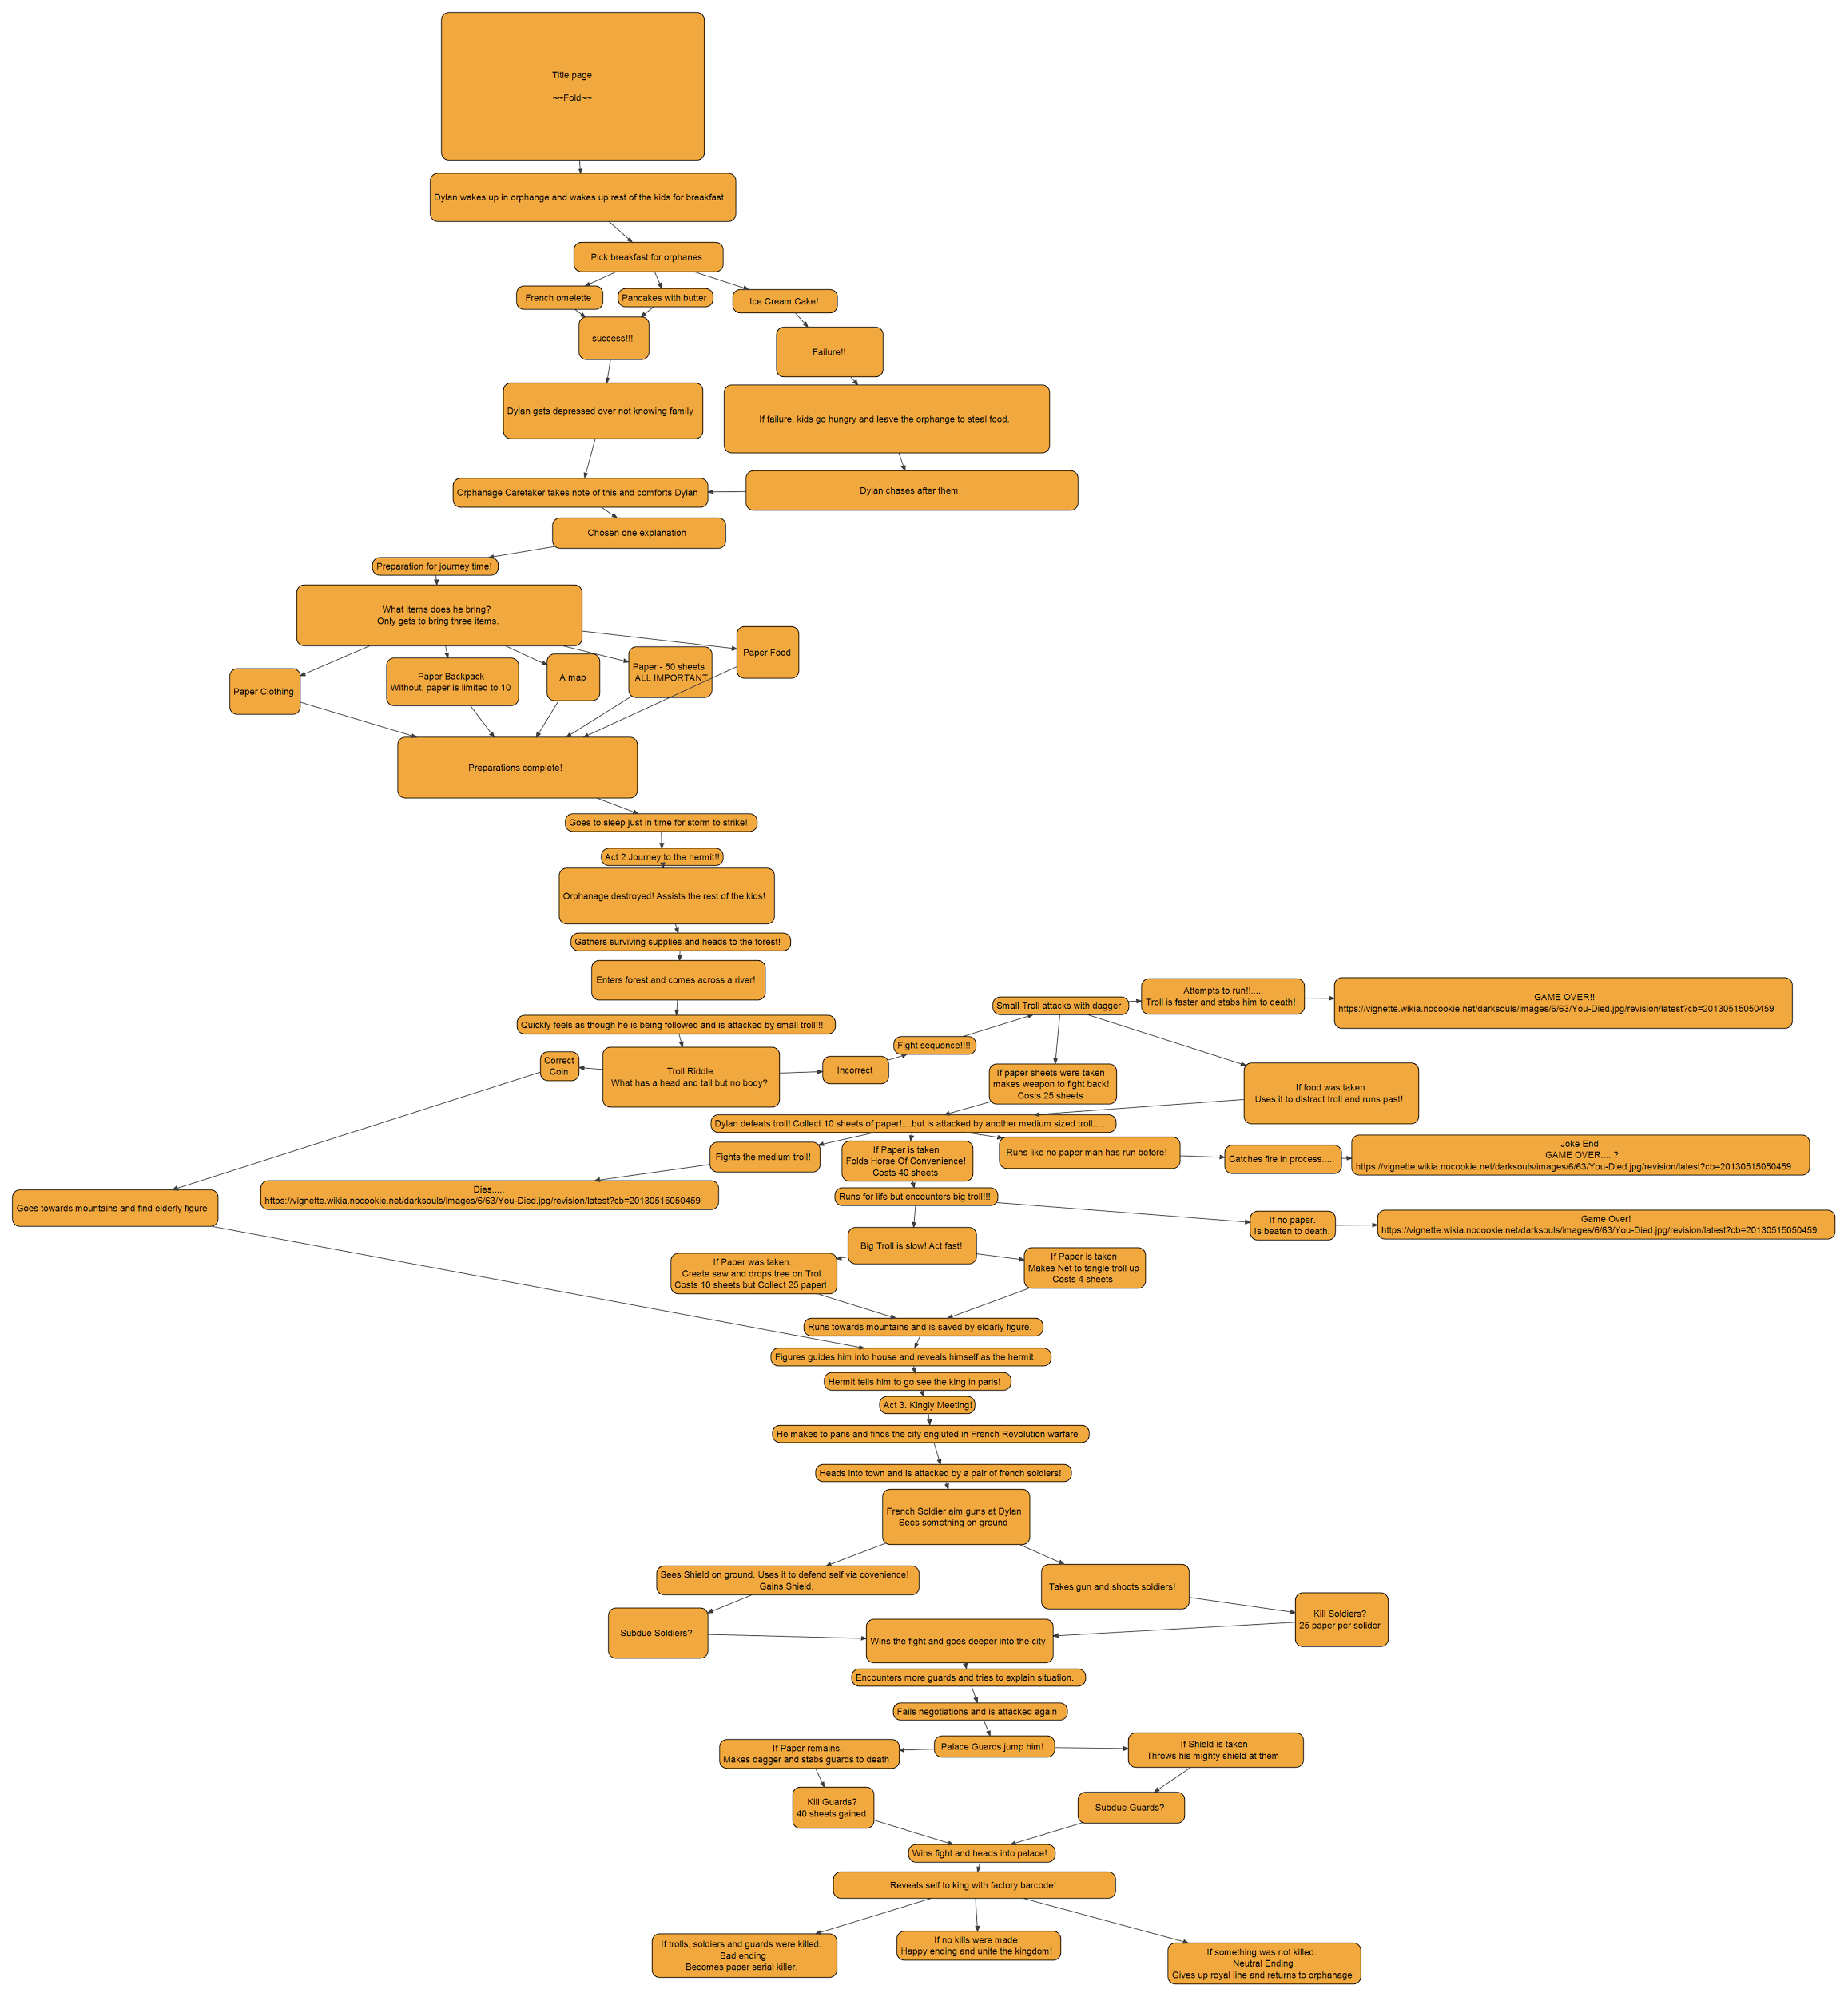 Title page
~~Fold~~
Dylan wakes up in orphange and wakes up rest of the kids for breakfast
Pick breakfast for orphanes
French omelette
Pancakes with butter
Ice Cream Cake!
success!!!
Failure!!
Dylan gets depressed over not knowing family
If failure, kids go hungry and leave the orphange to steal food.
Orphanage Caretaker takes note of this and comforts Dylan
Dylan chases after them.
Chosen one explanation
Preparation for journey time!
What items does he bring?
Only gets to bring three items.
Paper Clothing
Paper Backpack
Without, paper is limited to 10
A map
Paper - 50 sheets
ALL IMPORTANT
Paper Food
Preparations complete!
Goes to sleep just in time for storm to strike!
Act 2 Journey to the hermit!!
Orphanage destroyed! Assists the rest of the kids!
Gathers surviving supplies and heads to the forest!
Enters forest and comes across a river!
Quickly feels as though he is being followed and is attacked by small troll!!!
Small Troll attacks with dagger
Attempts to run!!.....
Troll is faster and stabs him to death!
GAME OVER!!
https://vignette.wikia.nocookie.net/darksouls/images/6/63/You-Died.jpg/revision/latest?cb=20130515050459
Fight sequence!!!!
Correct
Coin
Troll Riddle
What has a head and tail but no body?
Incorrect
If paper sheets were taken
makes weapon to fight back!
Costs 25 sheets
If food was taken
Uses it to distract troll and runs past!
Dylan defeats troll! Collect 10 sheets of paper!....but is attacked by another medium sized troll.....
Fights the medium troll!
If Paper is taken
Folds Horse Of Convenience!
Costs 40 sheets
Runs like no paper man has run before!
Catches fire in process.....
Joke End
GAME OVER.....?
https://vignette.wikia.nocookie.net/darksouls/images/6/63/You-Died.jpg/revision/latest?cb=20130515050459
Dies.....
https://vignette.wikia.nocookie.net/darksouls/images/6/63/You-Died.jpg/revision/latest?cb=20130515050459
Goes towards mountains and find elderly figure
Runs for life but encounters big troll!!!
If no paper.
Is beaten to death.
Game Over!
https://vignette.wikia.nocookie.net/darksouls/images/6/63/You-Died.jpg/revision/latest?cb=20130515050459
Big Troll is slow! Act fast!
If Paper was taken.
Create saw and drops tree on Trol
Costs 10 sheets but Collect 25 paperl
If Paper is taken
Makes Net to tangle troll up
Costs 4 sheets
Runs towards mountains and is saved by eldarly figure.
Figures guides him into house and reveals himself as the hermit.
Hermit tells him to go see the king in paris!
Act 3. Kingly Meeting!
He makes to paris and finds the city englufed in French Revolution warfare
Heads into town and is attacked by a pair of french soldiers!
French Soldier aim guns at Dylan
Sees something on ground
Sees Shield on ground. Uses it to defend self via covenience!
Gains Shield.
Takes gun and shoots soldiers!
Subdue Soldiers?
Kill Soldiers?
25 paper per solider
Wins the fight and goes deeper into the city
Encounters more guards and tries to explain situation.
Fails negotiations and is attacked again
Palace Guards jump him!
If Paper remains.
Makes dagger and stabs guards to death
If Shield is taken
Throws his mighty shield at them
Kill Guards?
40 sheets gained
Subdue Guards?
Wins fight and heads into palace!
Reveals self to king with factory barcode!
If trolls, soldiers and guards were killed.
Bad ending
Becomes paper serial killer.
If no kills were made.
Happy ending and unite the kingdom!
If something was not killed.
Neutral Ending
Gives up royal line and returns to orphanage